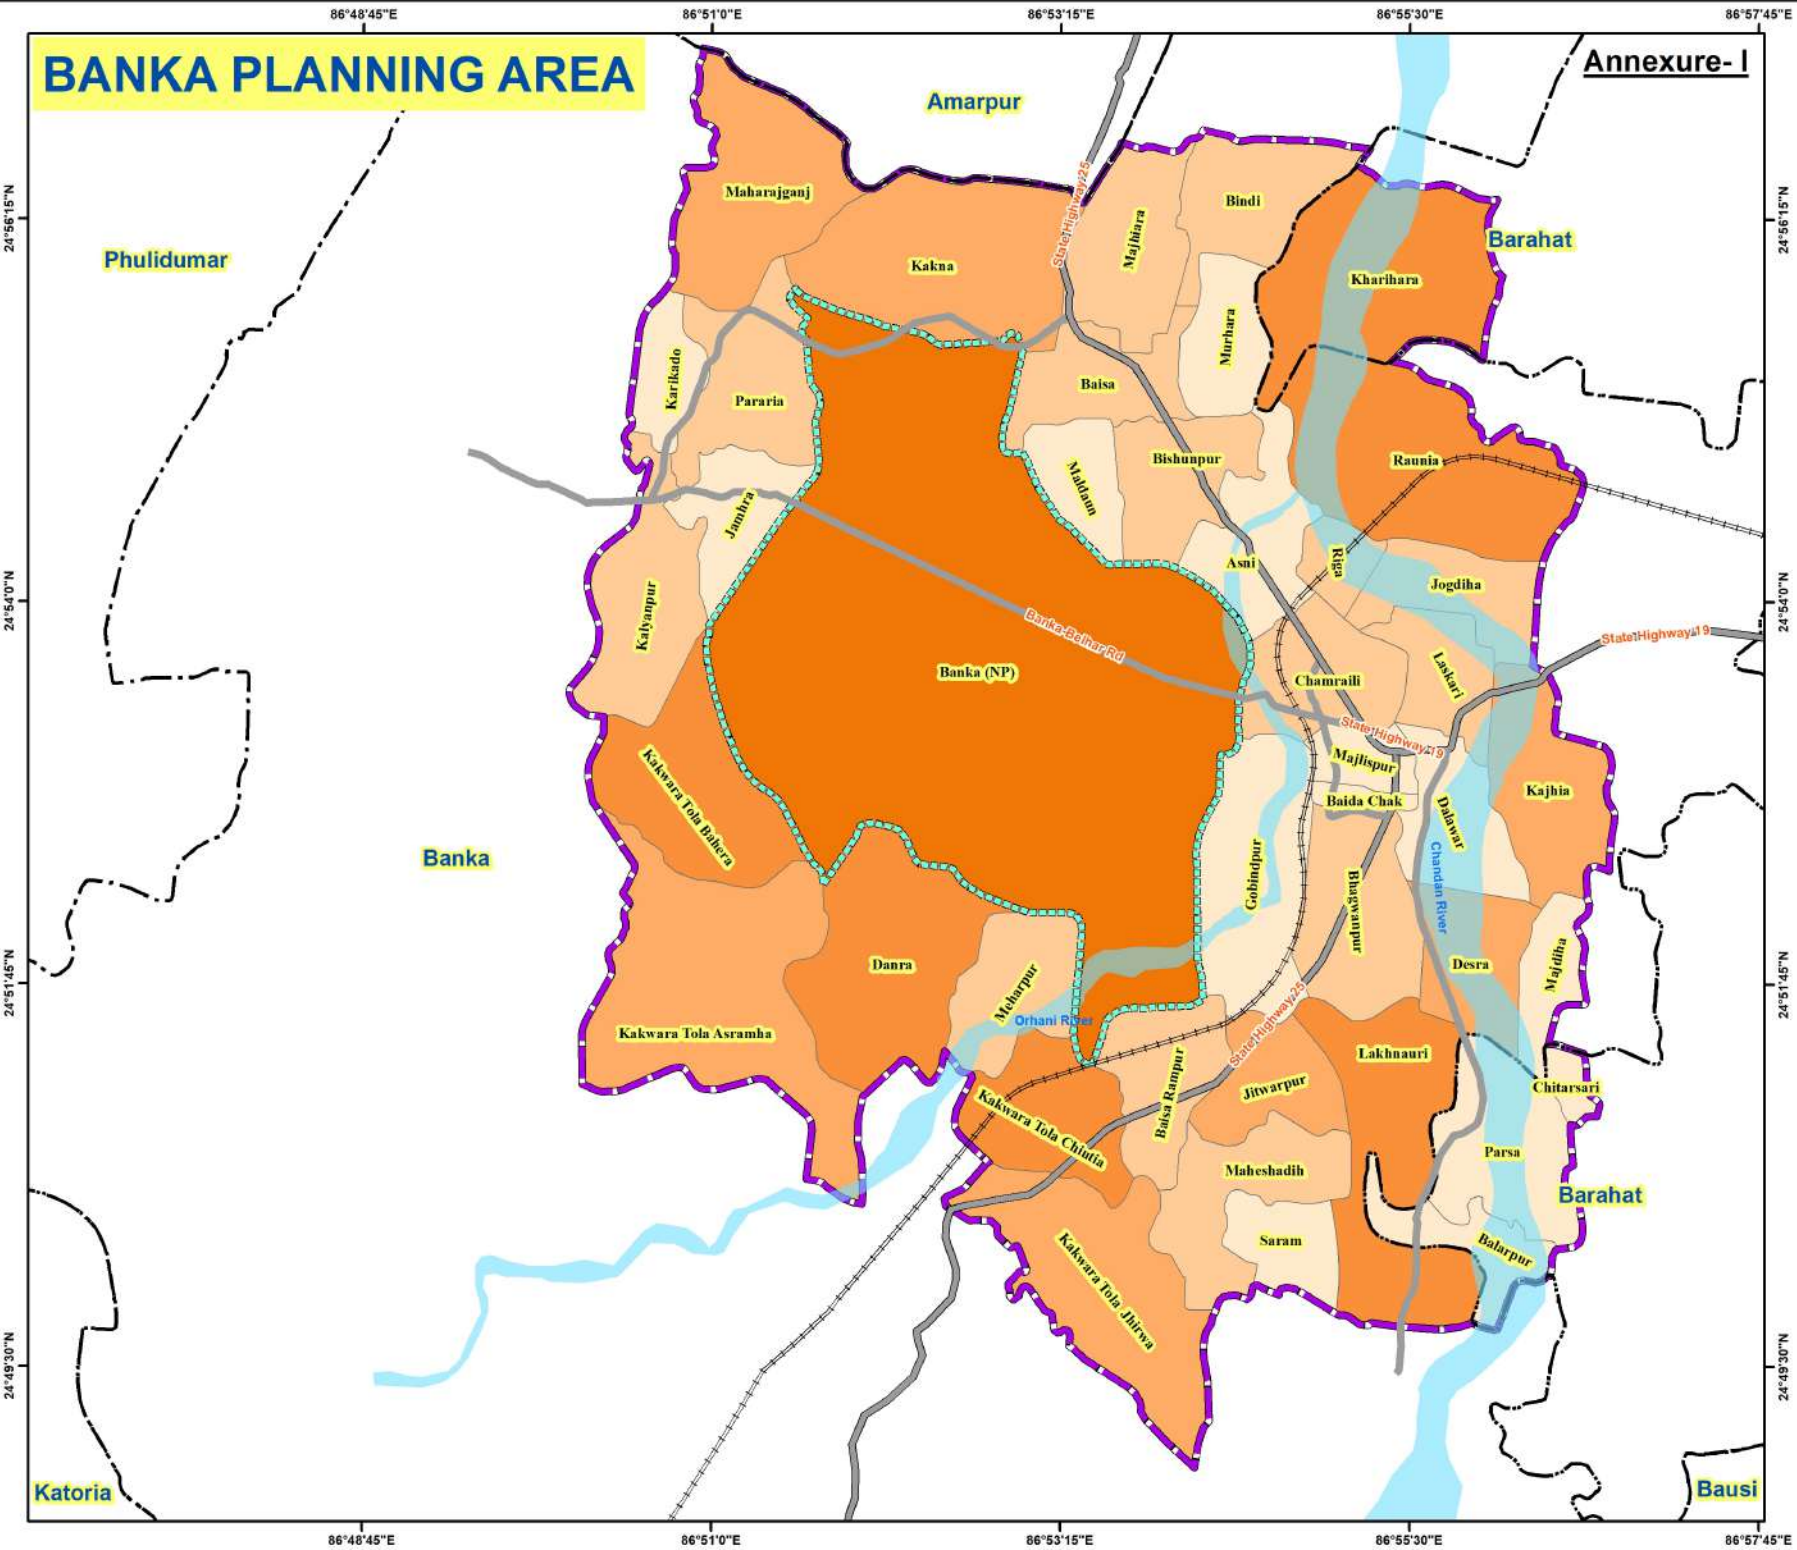 86°48'45"E
86°51'0"E
86°53'15"E
86°55'30"E
86°57'45"E
BANKA PLANNING AREA
Annexure- I
Amarpur
Phulidumar
Barahat
Banka
Barahat
Katoria
Bausi
24°56'15"N
24°54'0"N
24°51'45"N
24°49'30"N
24°56'15"N
24°54'0"N
24°51'45"N
24°49'30"N
Maharajganj
Kakna
State Highway 25
Majhiara
Bindi
Kharihara
Murhara
Karikado
Pararia
Baisa
Bishunpur
Maldaun
Raunia
Jamhra
Asni
Riga
Jogdiha
Kalyanpur
Banka-Belhar Rd
State Highway 19
Banka (NP)
Chamraili
Laskari
State Highway 19
Majlispur
Kakwara Tola Bahera
Baida Chak
Kajhia
Dalawar
Gobindpur
Chandan River
Bhagwanpur
Danra
Desra
Majdiha
Meharpur
Orhani River
State Highway 25
Kakwara Tola Asramha
Lakhnauri
Chitarsari
Jitwarpur
Baisa Rampur
Kakwara Tola Chiutia
Parsa
Maheshadih
Saram
Balarpur
Kakwara Tola Jhirwa
86°48'45"E
86°51'0"E
86°53'15"E
86°55'30"E
86°57'45"E